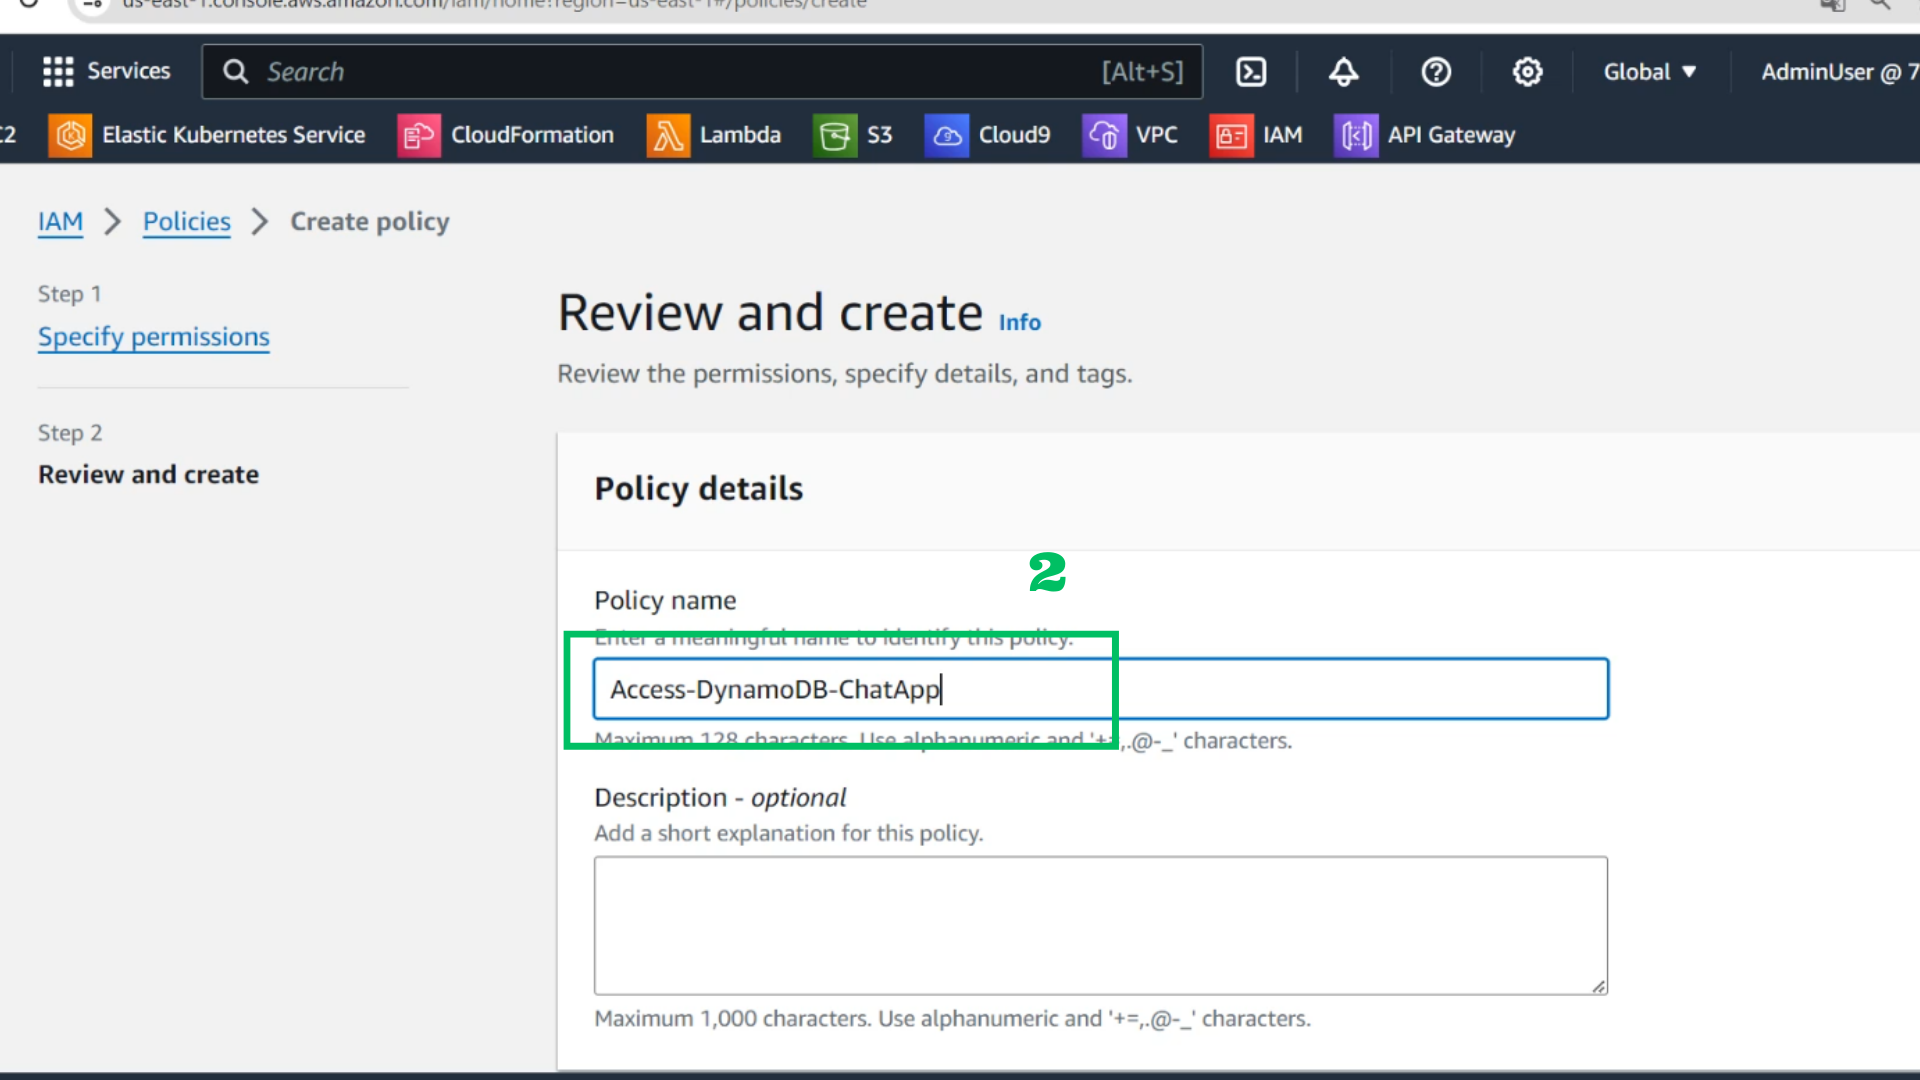 us-east-1.console.aws.amazon.com/iam/home?region=us-east-1#/policies/create
Services
Search
[Alt+S]
Global ▼
AdminUser @ 7
C2
Elastic Kubernetes Service
CloudFormation
Lambda
S3
Cloud9
VPC
IAM
API Gateway
IAM > Policies > Create policy
Step 1
Specify permissions
Step 2
Review and create
Review and create Info
Review the permissions, specify details, and tags.
Policy details
2
Policy name
Enter a meaningful name to identify this policy.
Access-DynamoDB-ChatApp
Maximum 128 characters. Use alphanumeric and '+=,.@-_' characters.
Description - optional
Add a short explanation for this policy.
Maximum 1,000 characters. Use alphanumeric and '+=,.@-_' characters.